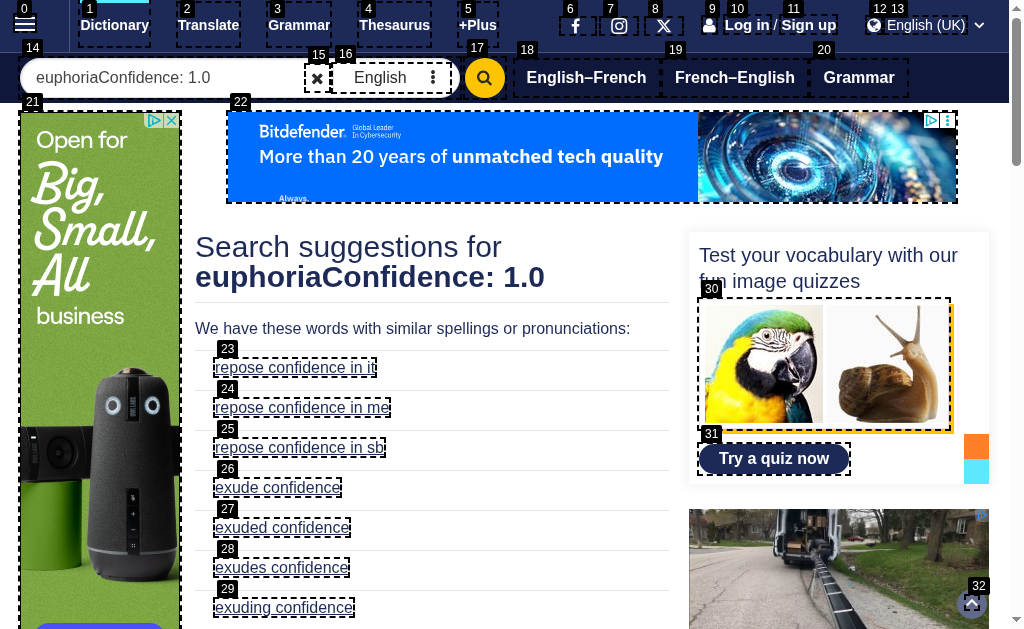 0 1 2 3 4 5 6 7 8 9 10 11 12 13
Dictionary Translate Grammar Thesaurus +Plus Log in / Sign up English (UK)
14 15 16 17 18 19 20
euphoriaConfidence: 1.0 English English–French French–English Grammar
21 22
Open for
Big,
Small,
All
business
Bitdefender Global Leader
In Cybersecurity
More than 20 years of unmatched tech quality
Always.
Search suggestions for
euphoriaConfidence: 1.0
We have these words with similar spellings or pronunciations:
23
repose confidence in it
24
repose confidence in me
25
repose confidence in sb
26
exude confidence
27
exuded confidence
28
exudes confidence
29
exuding confidence
Test your vocabulary with our
fun image quizzes
30
31
Try a quiz now
32